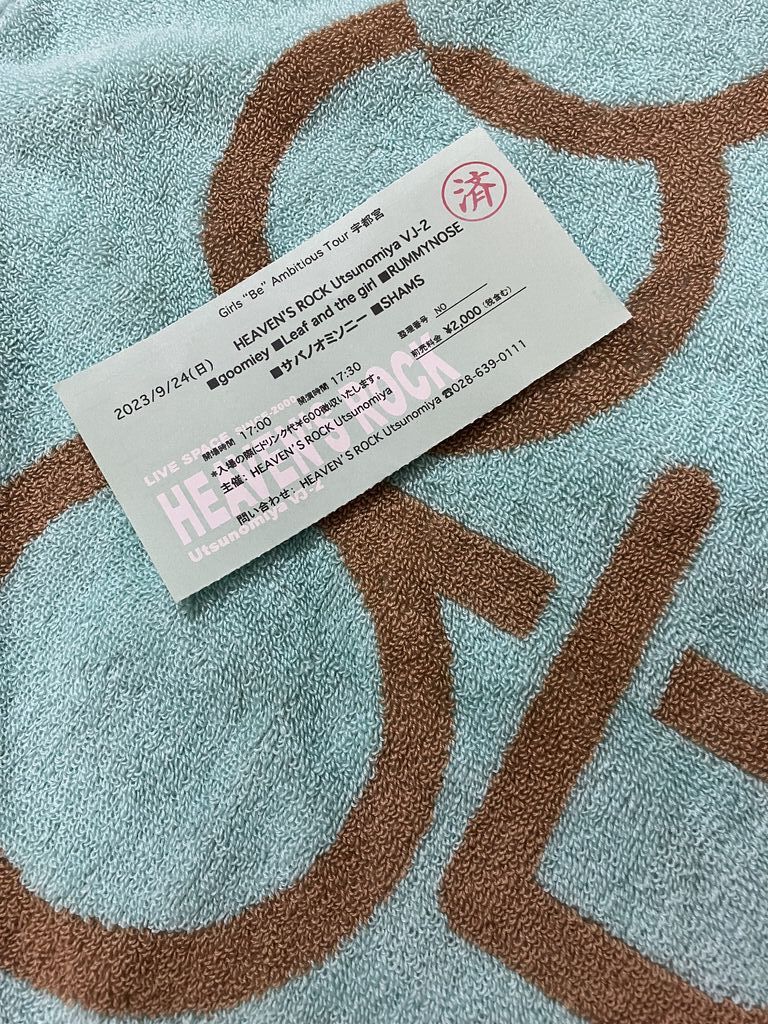 済
Girls "Be" Ambitious Tour 宇都宮
2023/9/24(日) HEAVEN'S ROCK Utsunomiya VJ-2
■goomiey ■Leaf and the girl ■RUMMYNOSE
■サバノオミソニー ■SHAMS
整理番号 NO
開場時間 17:00 開演時間 17:30 前売料金 ¥2,000 (税含む)
*入場の際にドリンク代¥600徴収いたします。
主催: HEAVEN'S ROCK Utsunomiya
問い合わせ: HEAVEN'S ROCK Utsunomiya ☎028-639-0111
LIVE SPACE SINCE-2000
HEAVEN'S ROCK
Utsunomiya VJ-2